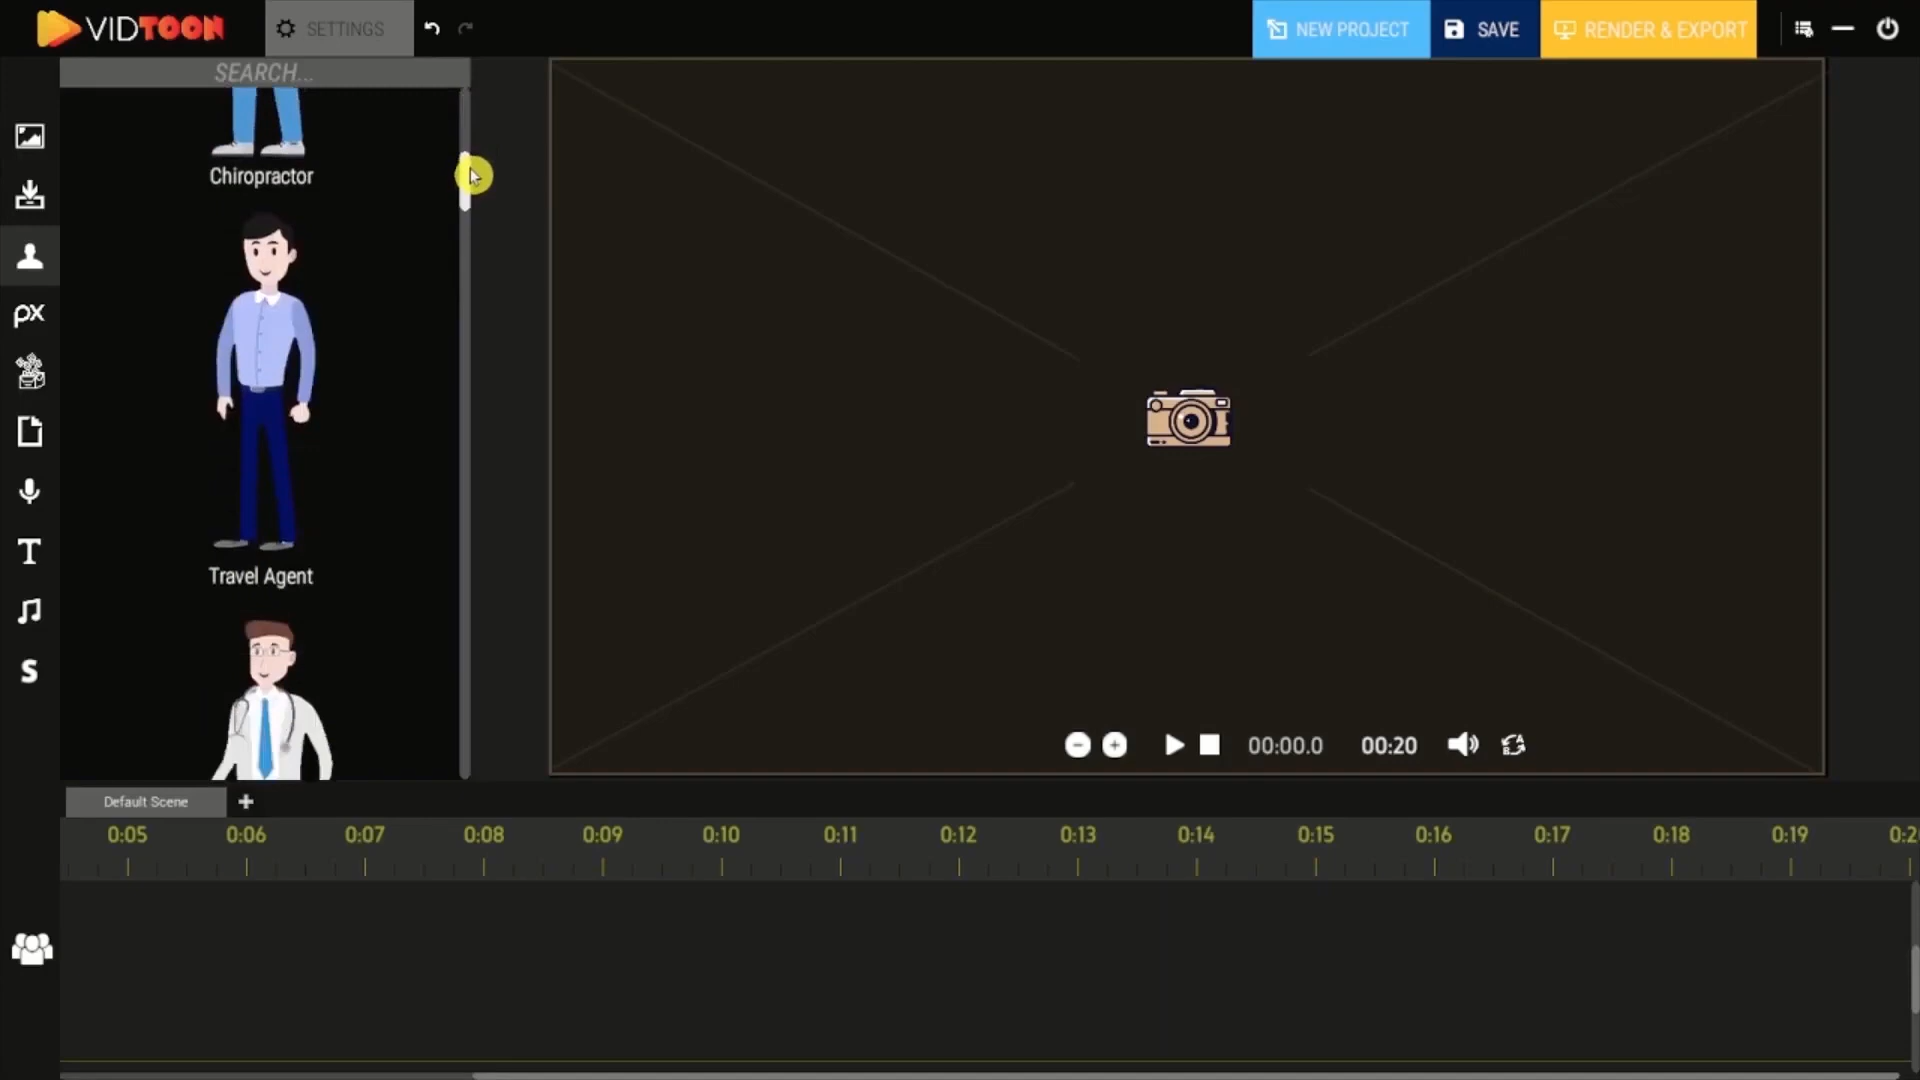 VIDTOON
SETTINGS
NEW PROJECT
SAVE
RENDER & EXPORT
SEARCH...
Chiropractor
Travel Agent
px
T
S
00:00.0
00:20
Default Scene
0:05 0:06 0:07 0:08 0:09 0:10 0:11 0:12 0:13 0:14 0:15 0:16 0:17 0:18 0:19